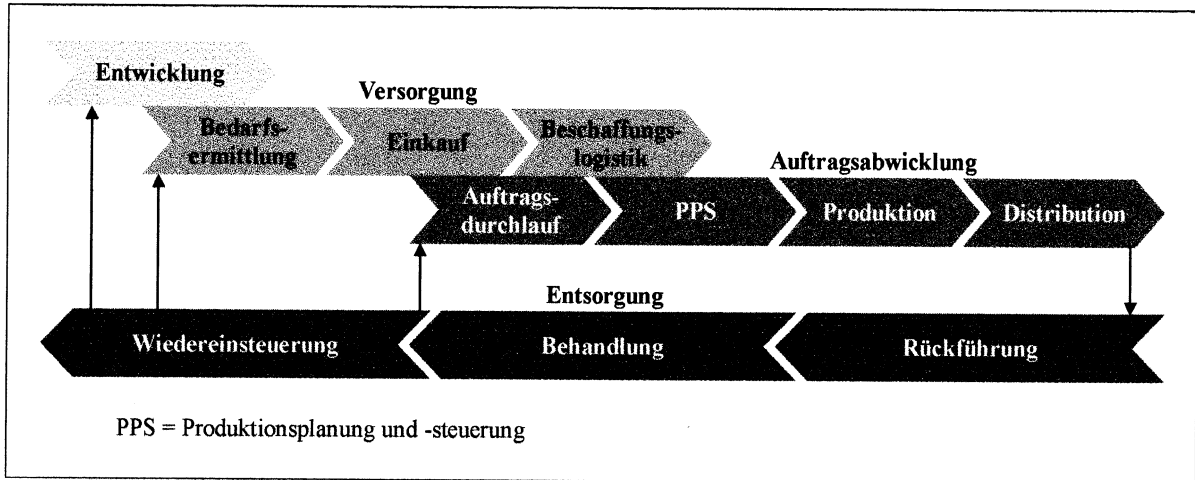 Entwicklung
Versorgung
Bedarfs-
ermittlung
Einkauf
Beschaffungs-
logistik
Auftragsabwicklung
Auftrags-
durchlauf
PPS
Produktion
Distribution
Entsorgung
Wiedereinsteuerung
Behandlung
Rückführung
PPS = Produktionsplanung und -steuerung